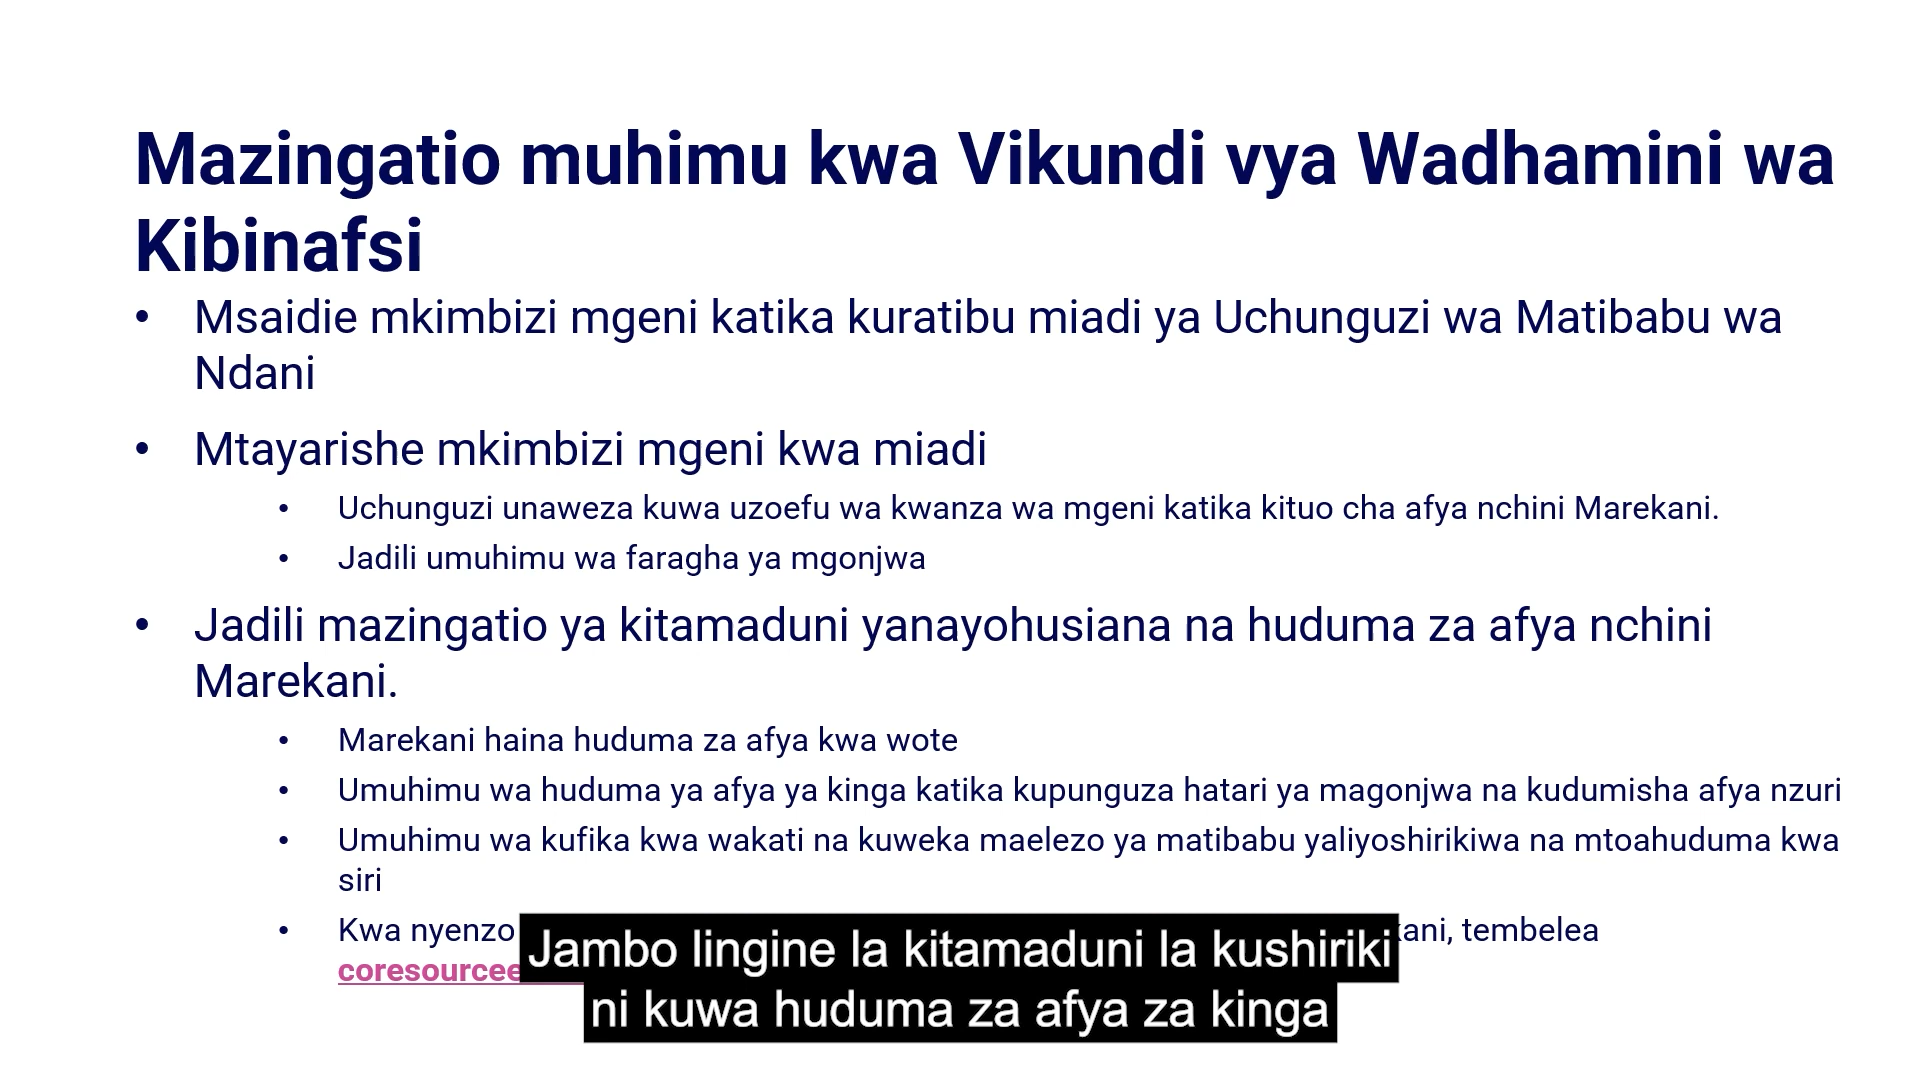 Mazingatio muhimu kwa Vikundi vya Wadhamini wa
Kibinafsi
• Msaidie mkimbizi mgeni katika kuratibu miadi ya Uchunguzi wa Matibabu wa
Ndani
• Mtayarishe mkimbizi mgeni kwa miadi
• Uchunguzi unaweza kuwa uzoefu wa kwanza wa mgeni katika kituo cha afya nchini Marekani.
• Jadili umuhimu wa faragha ya mgonjwa
• Jadili mazingatio ya kitamaduni yanayohusiana na huduma za afya nchini
Marekani.
• Marekani haina huduma za afya kwa wote
• Umuhimu wa huduma ya afya ya kinga katika kupunguza hatari ya magonjwa na kudumisha afya nzuri
• Umuhimu wa kufika kwa wakati na kuweka maelezo ya matibabu yaliyoshirikiwa na mtoahuduma kwa
siri
• Kwa nyenzo tembelea
Jambo lingine la kitamaduni la kushiriki
ni kuwa huduma za afya za kinga